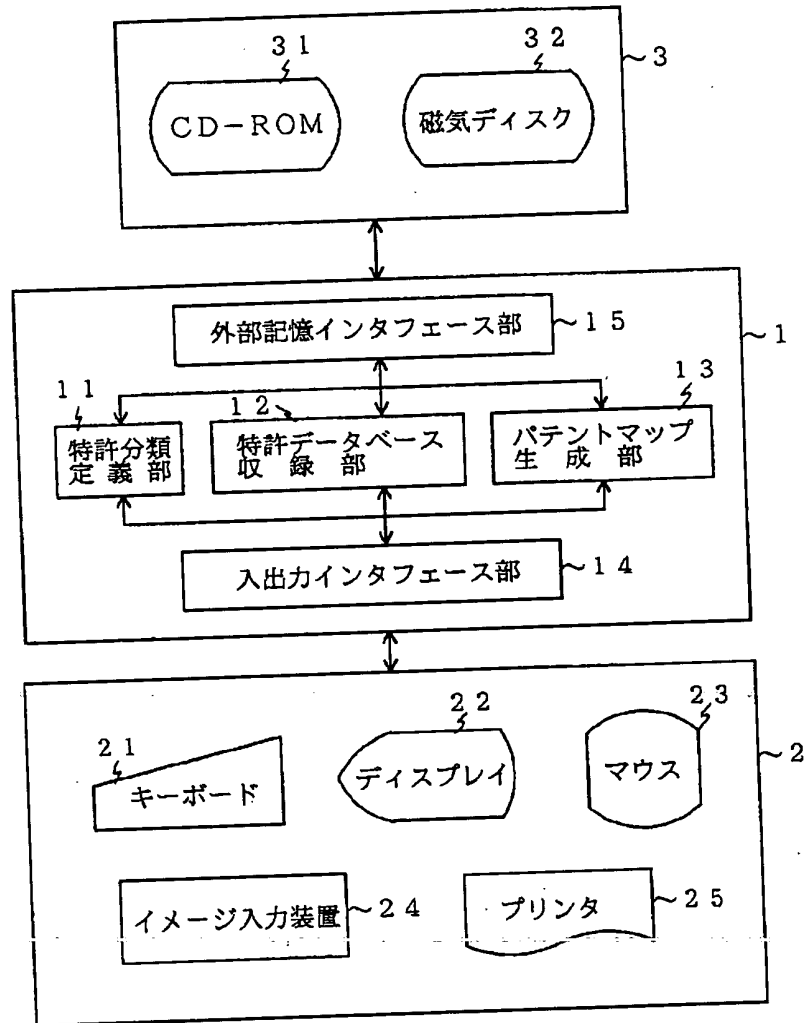 31
32
~3
CD-ROM
磁気ディスク
外部記憶インタフェース部
~15
~1
11
12
13
特許分類
定義部
特許データベース
収録部
パテントマップ
生成部
入出力インタフェース部
~14
21
22
23
~2
キーボード
ディスプレイ
マウス
イメージ入力装置
~24
プリンタ
~25